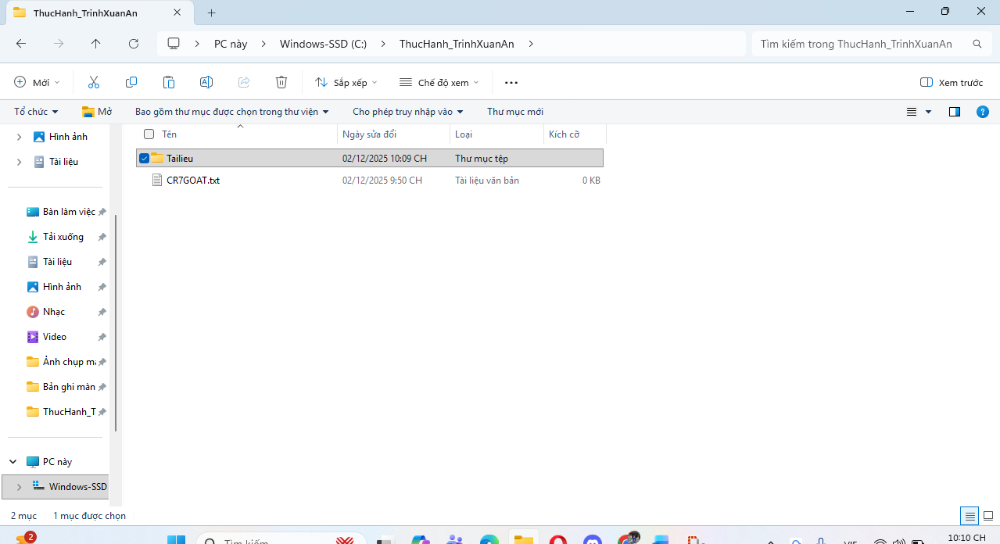 ThucHanh_TrinhXuanAn
PC này > Windows-SSD (C:) > ThucHanh_TrinhXuanAn >
Tìm kiếm trong ThucHanh_TrinhXuanAn
Mới
Sắp xếp
Chế độ xem
Xem trước
Tổ chức
Mở
Bao gồm thư mục được chọn trong thư viện
Cho phép truy nhập vào
Thư mục mới
Hình ảnh
Tài liệu
Bàn làm việc
Tải xuống
Tài liệu
Hình ảnh
Nhạc
Video
Ảnh chụp mà
Bản ghi màn
ThucHanh_T
PC này
Windows-SSD
Tên Ngày sửa đổi Loại Kích cỡ
Tailieu 02/12/2025 10:09 CH Thư mục tệp
CR7GOAT.txt 02/12/2025 9:50 CH Tài liệu văn bản 0 KB
2 mục 1 mục được chọn
2
Tìm kiếm
VIE
10:10 CH